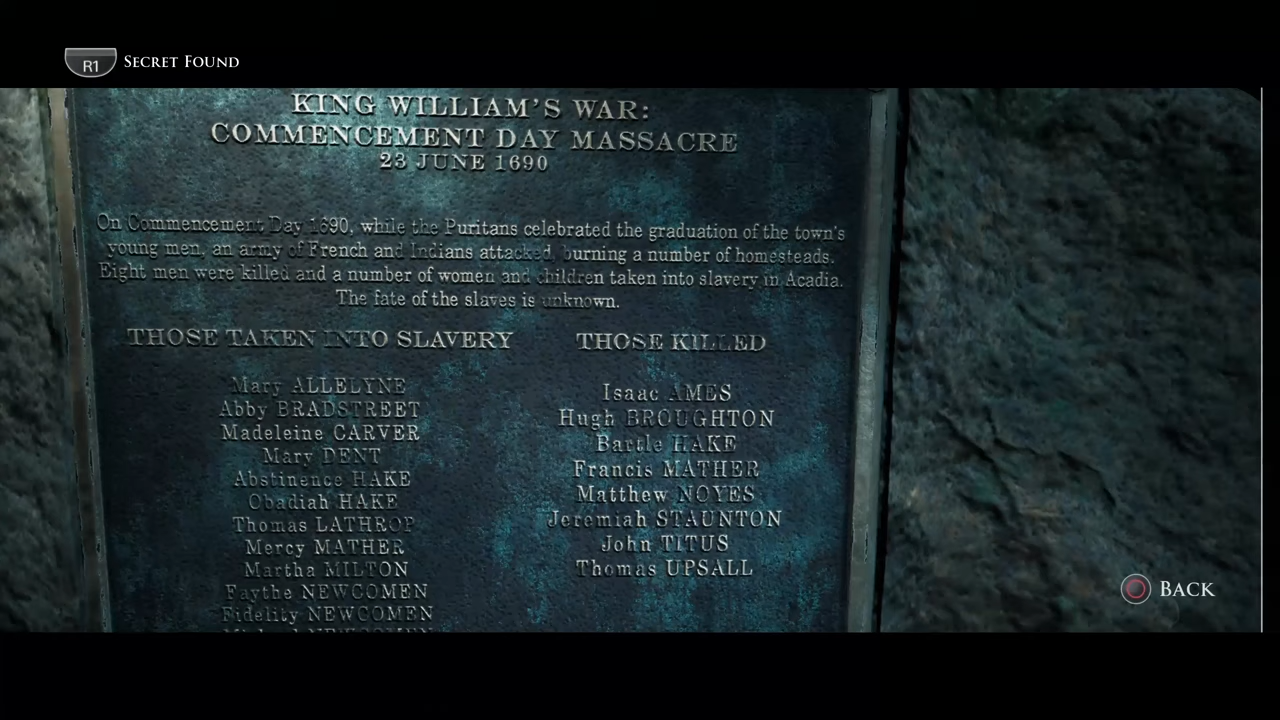 R1 SECRET FOUND
KING WILLIAM'S WAR:
COMMENCEMENT DAY MASSACRE
23 JUNE 1690
On Commencement Day 1690, while the Puritans celebrated the graduation of the town's
young men, an army of French and Indians attacked, burning a number of homesteads.
Eight men were killed and a number of women and children taken into slavery in Acadia.
The fate of the slaves is unknown.
THOSE TAKEN INTO SLAVERY
Mary ALLELYNE
Abby BRADSTREET
Madeleine CARVER
Mary DENT
Abstinence HAKE
Obadiah HAKE
Thomas LATHROP
Mercy MATHER
Martha MILTON
Faythe NEWCOMEN
Fidelity NEWCOMEN
THOSE KILLED
Isaac AMES
Hugh BROUGHTON
Bartle HAKE
Francis MATHER
Matthew NOYES
Jeremiah STAUNTON
John TITUS
Thomas UPSALL
BACK